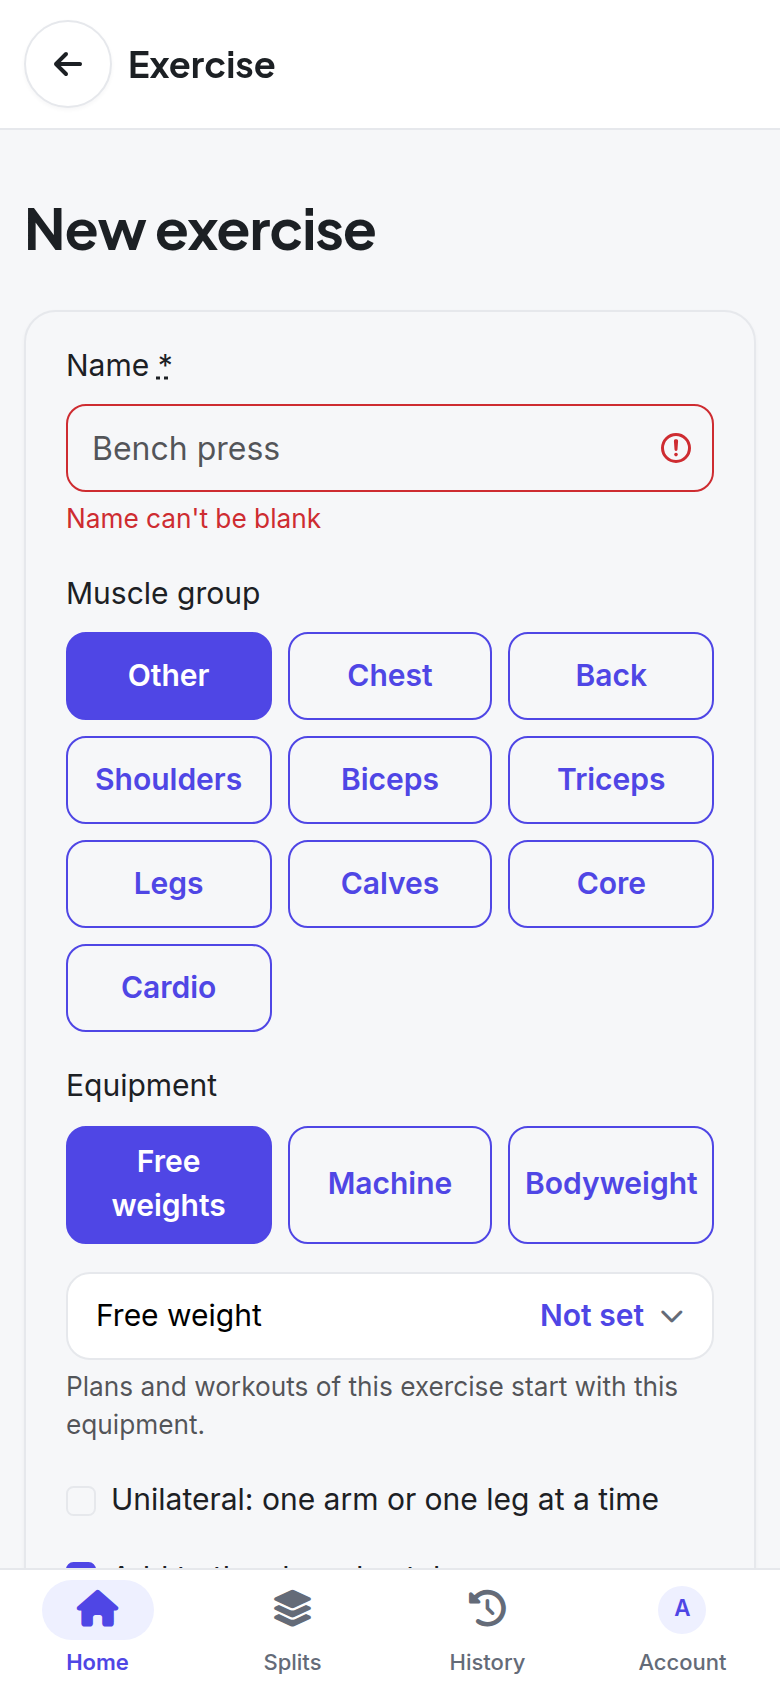 Exercise
New exercise
Name *
Bench press
Name can't be blank
Muscle group
Other
Chest
Back
Shoulders
Biceps
Triceps
Legs
Calves
Core
Cardio
Equipment
Free
weights
Machine
Bodyweight
Free weight
Not set
Plans and workouts of this exercise start with this
equipment.
Unilateral: one arm or one leg at a time
Home
Splits
History
A
Account